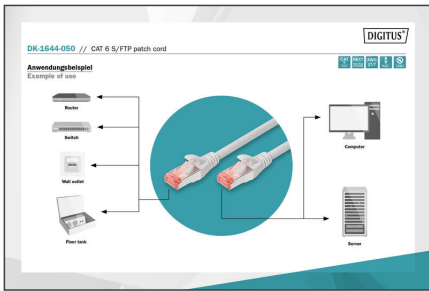 DIGITUS®
DK-1644-050 // CAT 6 S/FTP patch cord
Anwendungsbeispiel
Example of use
Router
Switch
Wall outlet
Floor tank
Computer
Server